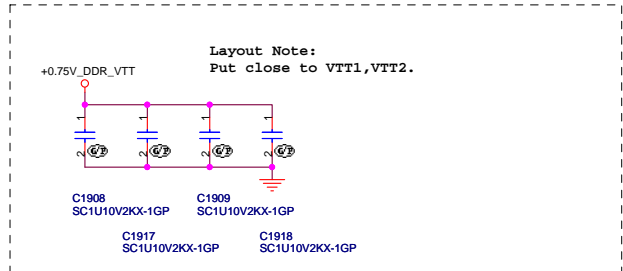 Layout Note:
Put close to VTT1,VTT2.
+0.75V_DDR_VTT
1 1 1 1
2 2 2 2
C1908
SC1U10V2KX-1GP
C1909
SC1U10V2KX-1GP
C1917
SC1U10V2KX-1GP
C1918
SC1U10V2KX-1GP